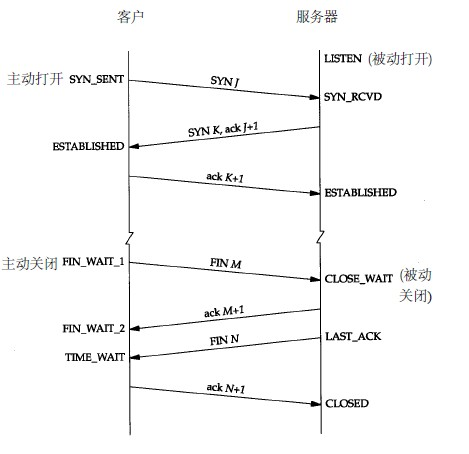 客户 服务器
LISTEN (被动打开)
主动打开 SYN_SENT
SYN J
SYN_RCVD
SYN K, ack J+1
ESTABLISHED
ack K+1
ESTABLISHED
主动关闭 FIN_WAIT_1
FIN M
CLOSE_WAIT (被动
关闭)
ack M+1
FIN_WAIT_2
FIN N
LAST_ACK
TIME_WAIT
ack N+1
CLOSED